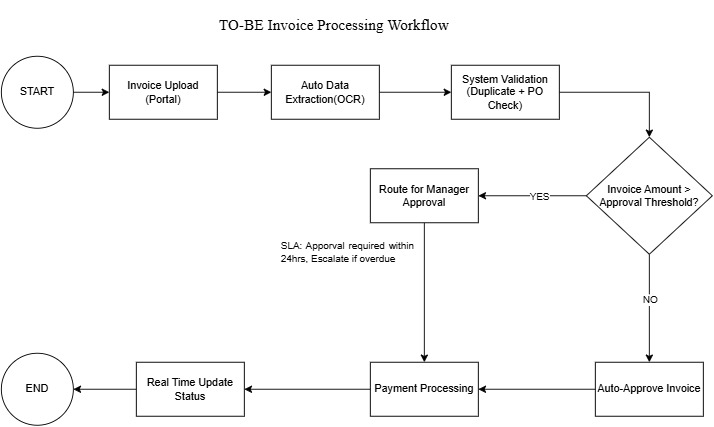 TO-BE Invoice Processing Workflow
START
Invoice Upload
(Portal)
Auto Data
Extraction(OCR)
System Validation
(Duplicate + PO
Check)
Invoice Amount >
Approval Threshold?
YES
Route for Manager
Approval
SLA: Apporval required within
24hrs, Escalate if overdue
NO
Auto-Approve Invoice
Payment Processing
Real Time Update
Status
END